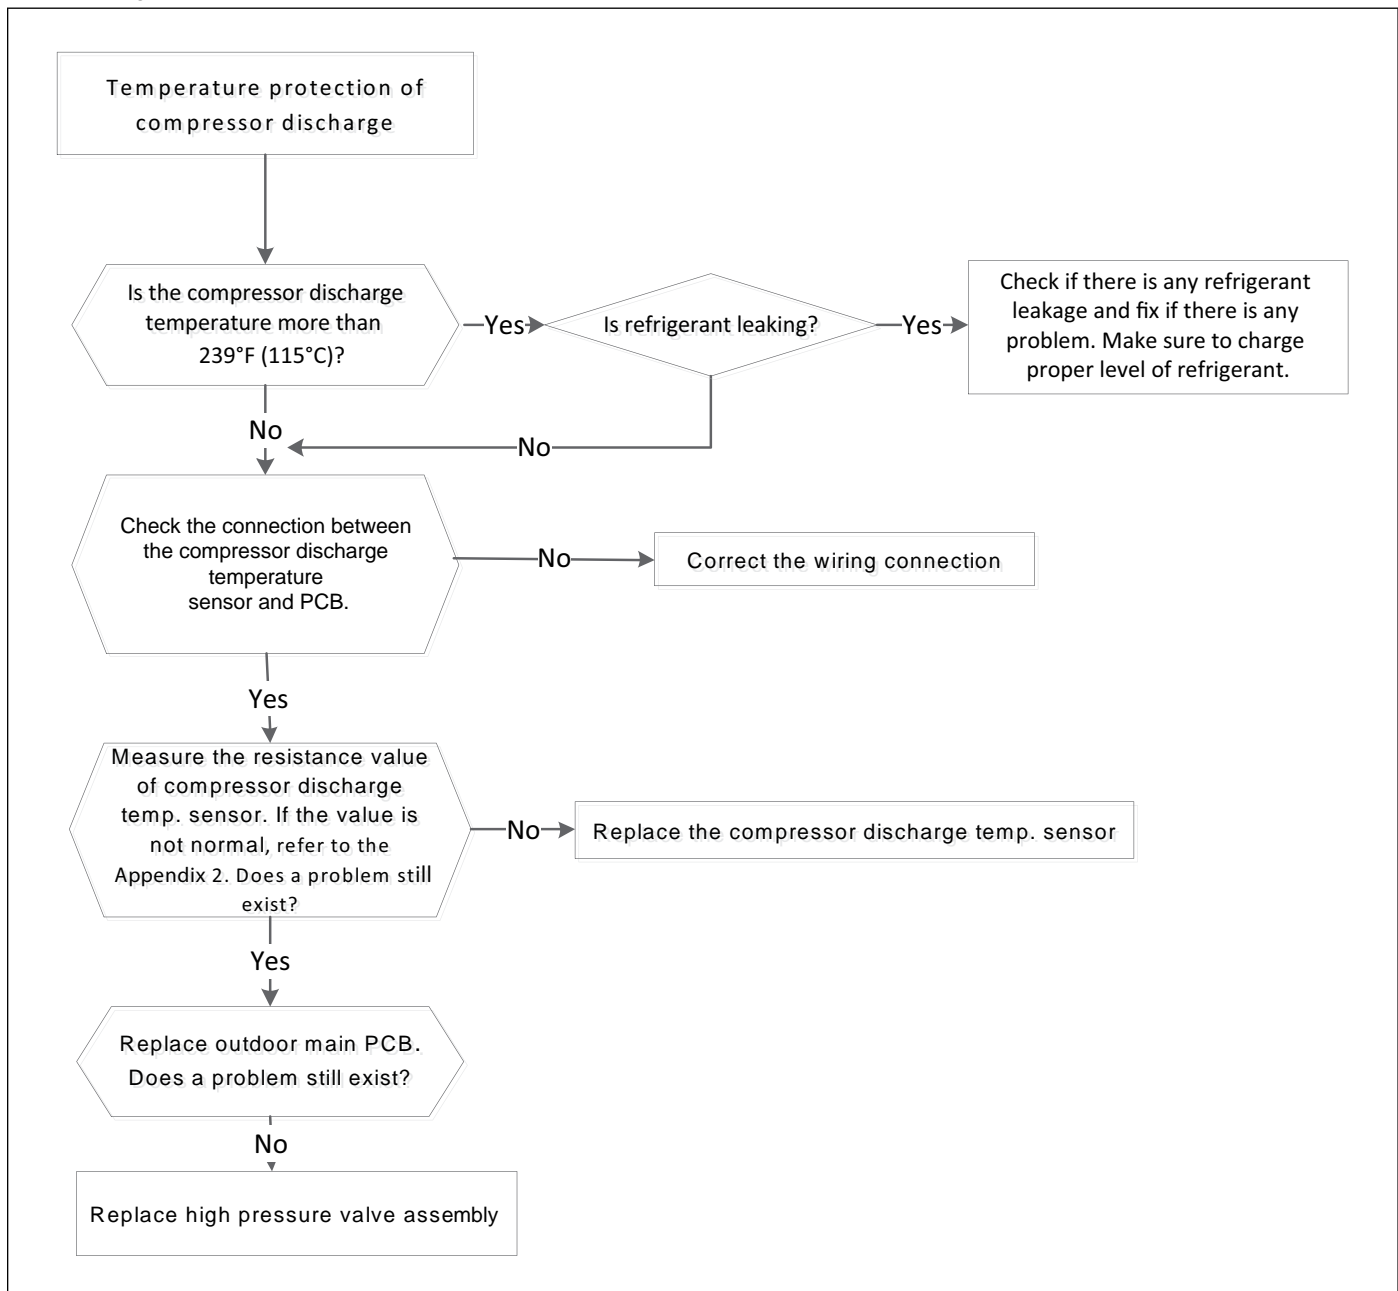 Temperature protection of
compressor discharge
Is the compressor discharge
temperature more than
239°F (115°C)?
Yes
Is refrigerant leaking?
Yes
Check if there is any refrigerant
leakage and fix if there is any
problem. Make sure to charge
proper level of refrigerant.
No
No
Check the connection between
the compressor discharge
temperature
sensor and PCB.
No
Correct the wiring connection
Yes
Measure the resistance value
of compressor discharge
temp. sensor. If the value is
not normal, refer to the
Appendix 2. Does a problem still
exist?
No
Replace the compressor discharge temp. sensor
Yes
Replace outdoor main PCB.
Does a problem still exist?
No
Replace high pressure valve assembly